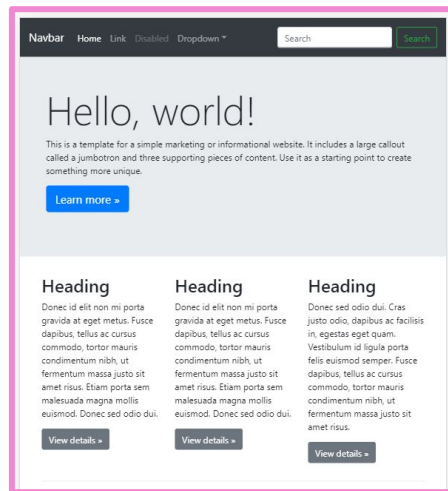 Navbar Home Link Disabled Dropdown Search Search
Hello, world!
This is a template for a simple marketing or informational website. It includes a large callout
called a jumbotron and three supporting pieces of content. Use it as a starting point to create
something more unique.
Learn more »
Heading
Donec id elit non mi porta
gravida at eget metus. Fusce
dapibus, tellus ac cursus
commodo, tortor mauris
condimentum nibh, ut
fermentum massa justo sit
amet risus. Etiam porta sem
malesuada magna mollis
euismod. Donec sed odio dui.
View details »
Heading
Donec id elit non mi porta
gravida at eget metus. Fusce
dapibus, tellus ac cursus
commodo, tortor mauris
condimentum nibh, ut
fermentum massa justo sit
amet risus. Etiam porta sem
malesuada magna mollis
euismod. Donec sed odio dui.
View details »
Heading
Donec sed odio dui. Cras
justo odio, dapibus ac facilisis
in, egestas eget quam.
Vestibulum id ligula porta
felis euismod semper. Fusce
dapibus, tellus ac cursus
commodo, tortor mauris
condimentum nibh, ut
fermentum massa justo sit
amet risus.
View details »